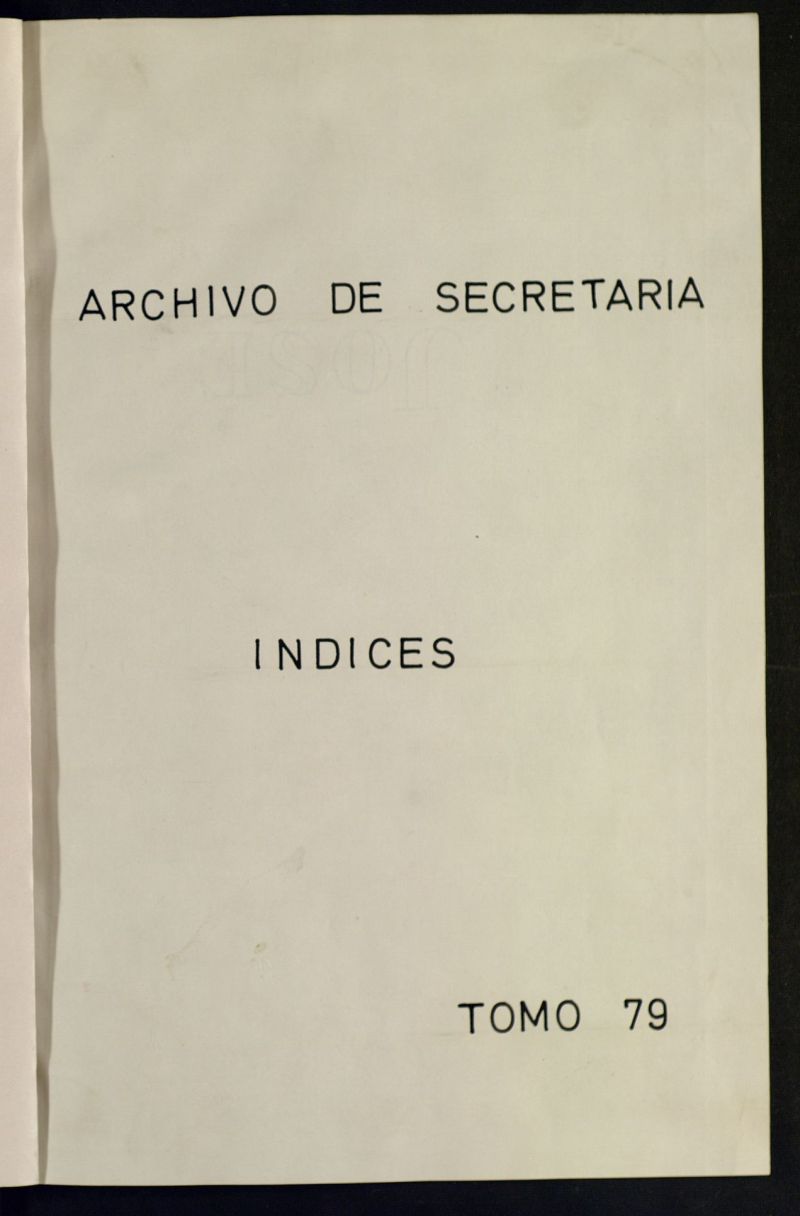 ARCHIVO DE SECRETARIA
INDICES
TOMO 79